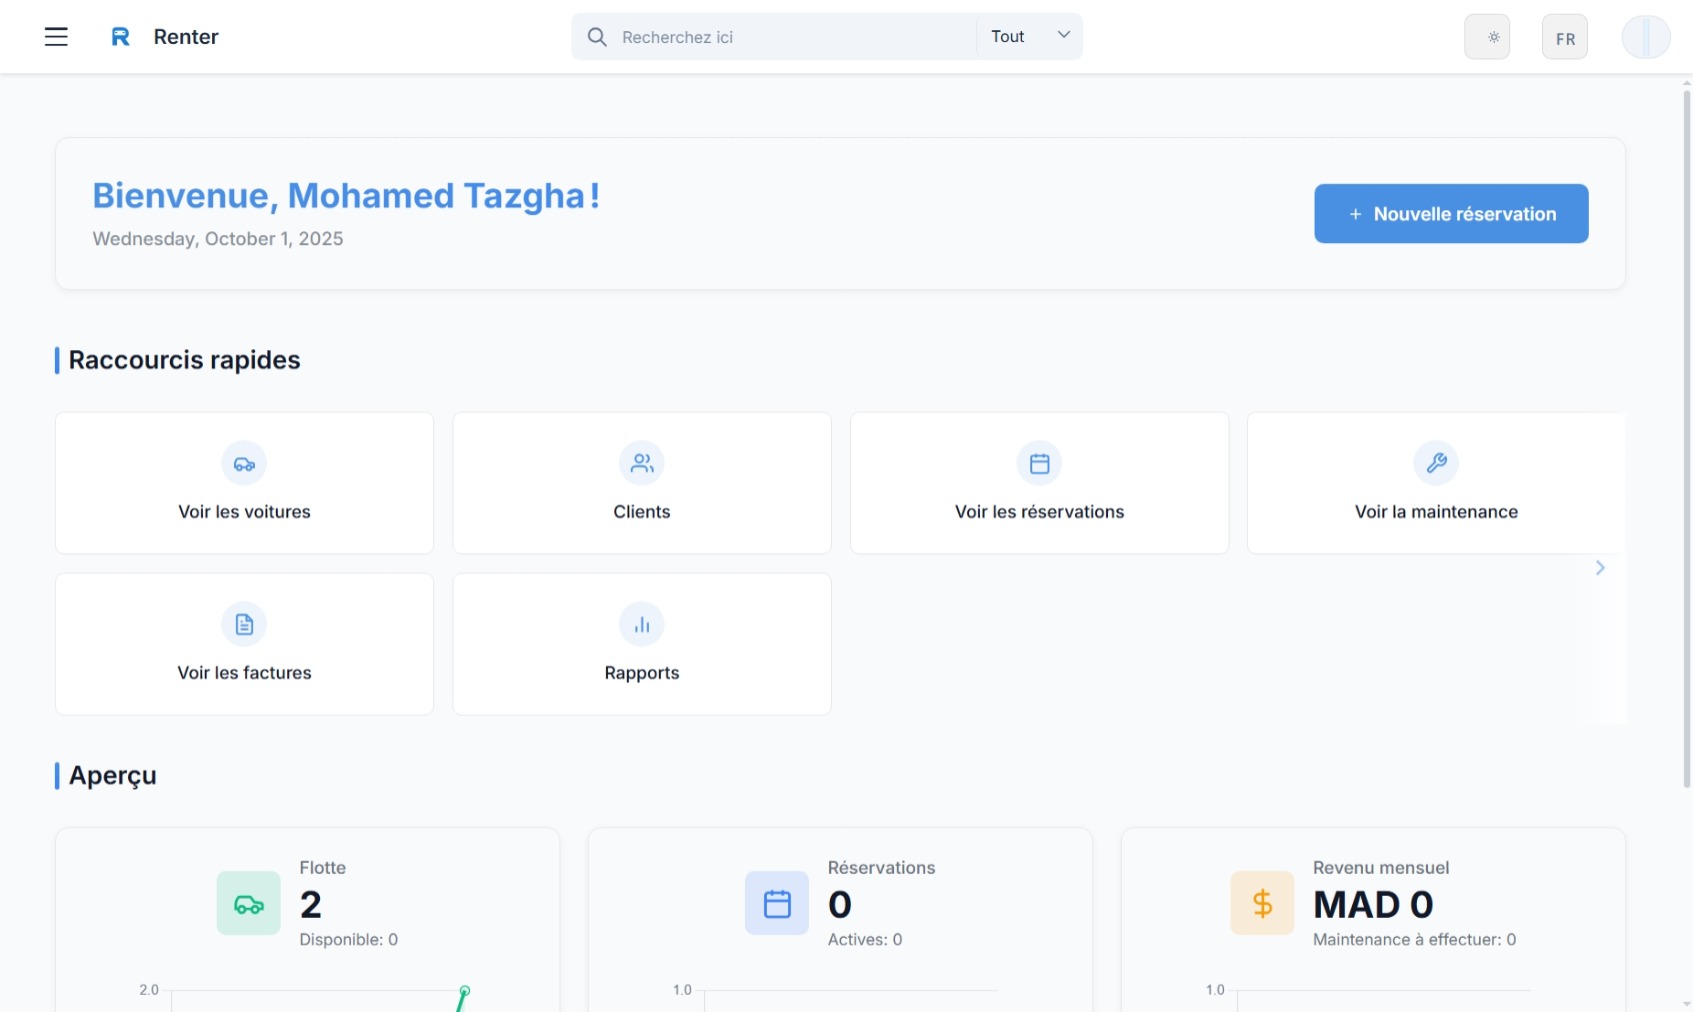 R Renter
Recherchez ici
Tout
FR
Bienvenue, Mohamed Tazgha!
Wednesday, October 1, 2025
+ Nouvelle réservation
Raccourcis rapides
Voir les voitures
Clients
Voir les réservations
Voir la maintenance
Voir les factures
Rapports
Aperçu
Flotte
2
Disponible: 0
Réservations
0
Actives: 0
Revenu mensuel
MAD 0
Maintenance à effectuer: 0
2.0
1.0
1.0